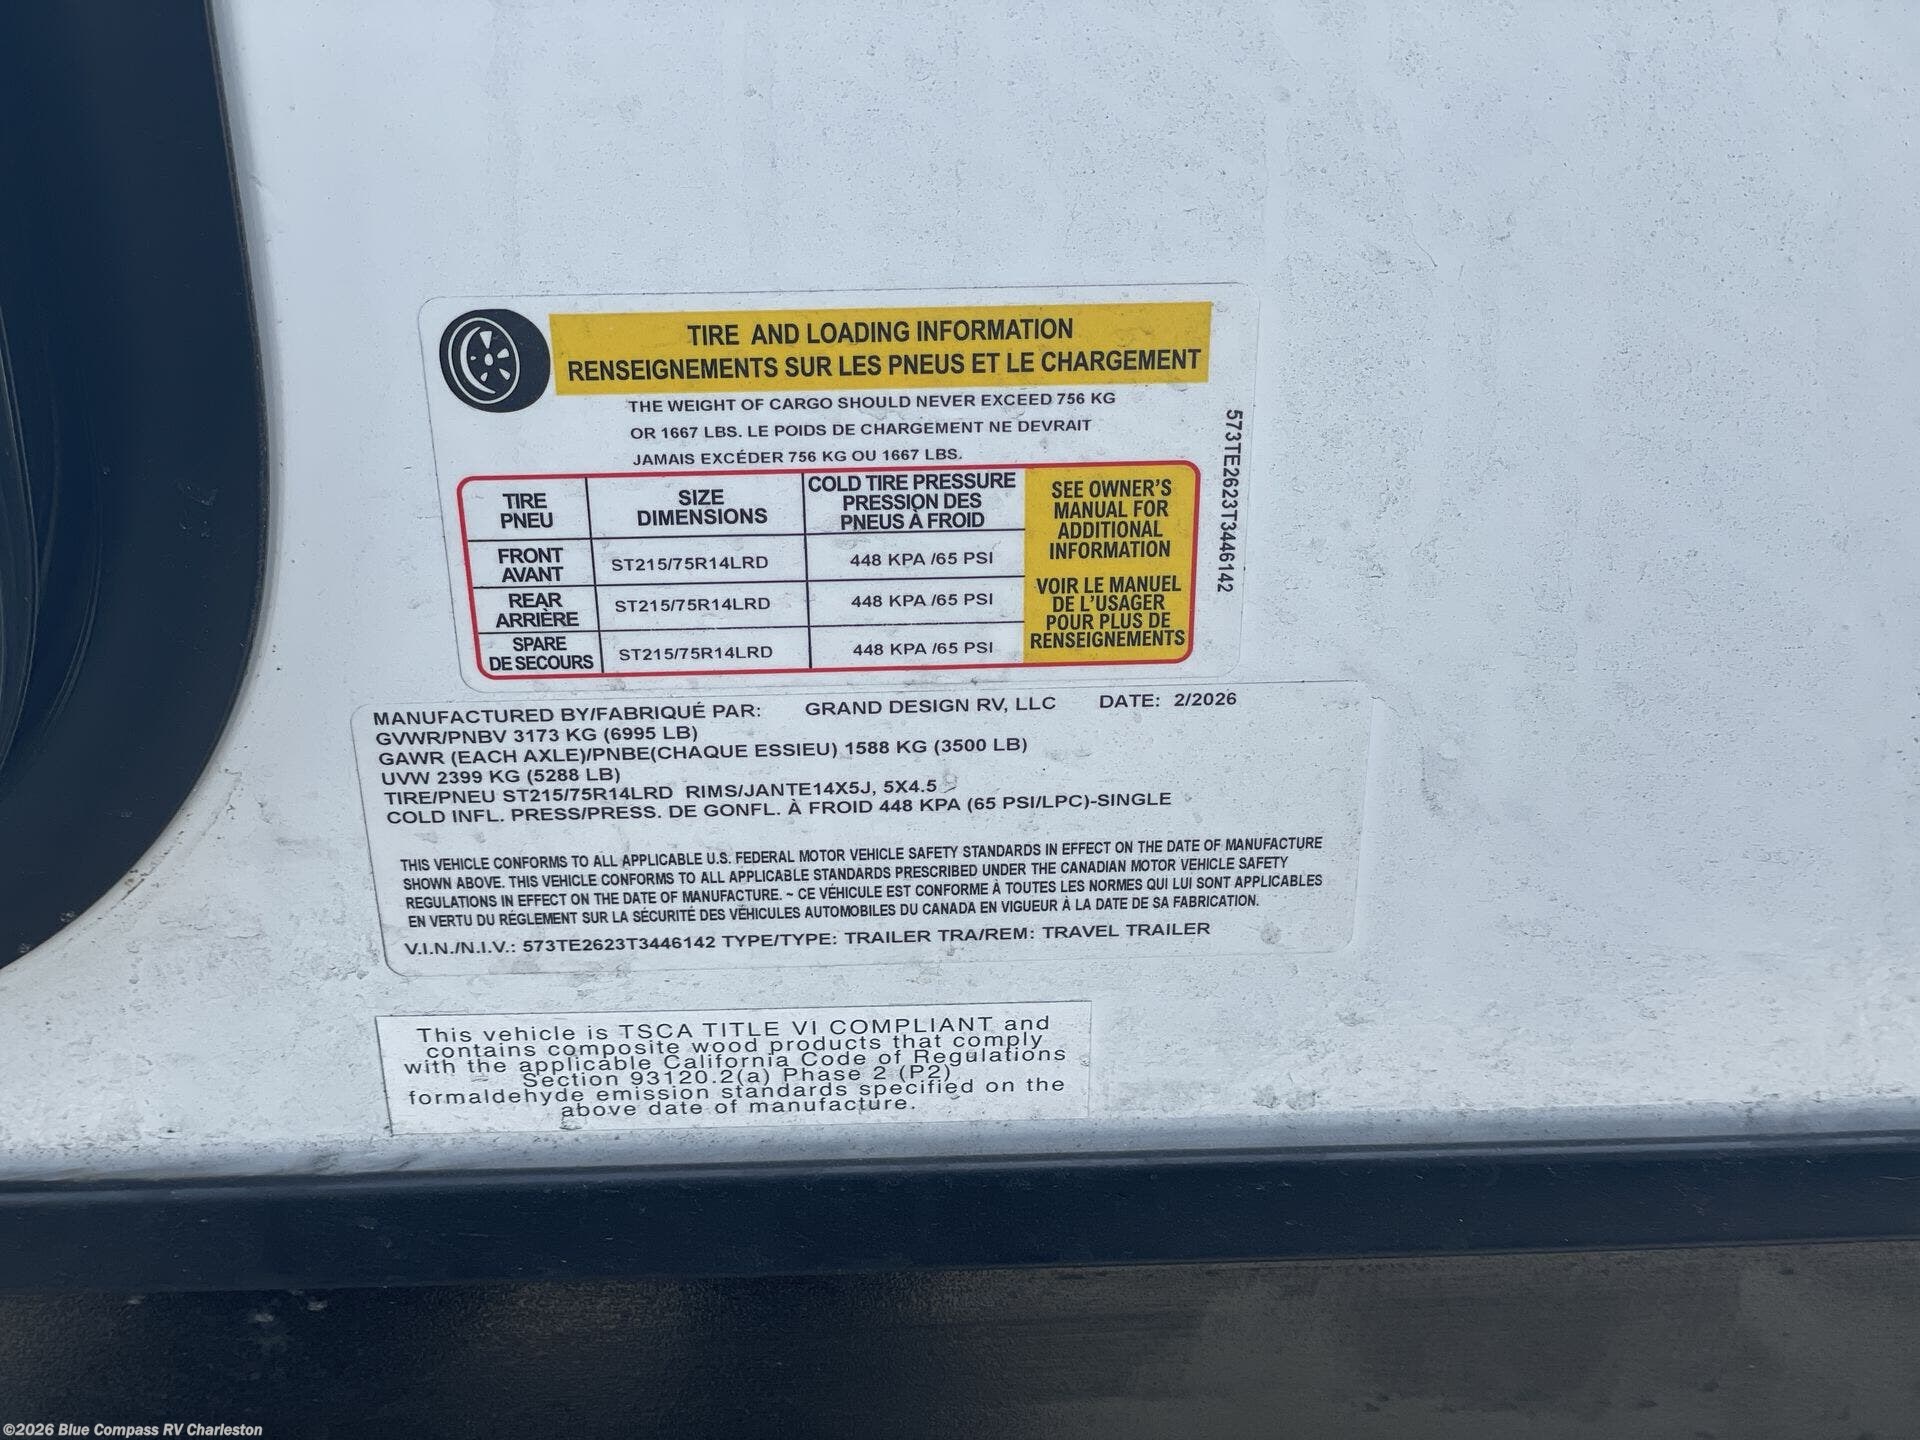 TIRE AND LOADING INFORMATION
RENSEIGNEMENTS SUR LES PNEUS ET LE CHARGEMENT
THE WEIGHT OF CARGO SHOULD NEVER EXCEED 756 KG
OR 1667 LBS. LE POIDS DE CHARGEMENT NE DEVRAIT
JAMAIS EXCÉDER 756 KG OU 1667 LBS.
TIRE
PNEU
SIZE
DIMENSIONS
COLD TIRE PRESSURE
PRESSION DES
PNEUS À FROID
FRONT
AVANT
ST215/75R14LRD
448 KPA /65 PSI
REAR
ARRIÈRE
ST215/75R14LRD
448 KPA /65 PSI
SPARE
DE SECOURS
ST215/75R14LRD
448 KPA /65 PSI
SEE OWNER'S
MANUAL FOR
ADDITIONAL
INFORMATION
VOIR LE MANUEL
DE L'USAGER
POUR PLUS DE
RENSEIGNEMENTS
573TE2623T3446142
MANUFACTURED BY/FABRIQUÉ PAR: GRAND DESIGN RV, LLC DATE: 2/2026
GVWR/PNBV 3173 KG (6995 LB)
GAWR (EACH AXLE)/PNBE(CHAQUE ESSIEU) 1588 KG (3500 LB)
UVW 2399 KG (5288 LB)
TIRE/PNEU ST215/75R14LRD RIMS/JANTE14X5J, 5X4.5
COLD INFL. PRESS/PRESS. DE GONFL. À FROID 448 KPA (65 PSI/LPC)-SINGLE
THIS VEHICLE CONFORMS TO ALL APPLICABLE U.S. FEDERAL MOTOR VEHICLE SAFETY STANDARDS IN EFFECT ON THE DATE OF MANUFACTURE
SHOWN ABOVE. THIS VEHICLE CONFORMS TO ALL APPLICABLE STANDARDS PRESCRIBED UNDER THE CANADIAN MOTOR VEHICLE SAFETY
REGULATIONS IN EFFECT ON THE DATE OF MANUFACTURE. ~ CE VÉHICULE EST CONFORME À TOUTES LES NORMES QUI LUI SONT APPLICABLES
EN VERTU DU RÉGLEMENT SUR LA SÉCURITÉ DES VÉHICULES AUTOMOBILES DU CANADA EN VIGUEUR À LA DATE DE SA FABRICATION.
V.I.N./N.I.V.: 573TE2623T3446142 TYPE/TYPE: TRAILER TRA/REM: TRAVEL TRAILER
This vehicle is TSCA TITLE VI COMPLIANT and
contains composite wood products that comply
with the applicable California Code of Regulations
Section 93120.2(a) Phase 2 (P2)
formaldehyde emission standards specified on the
above date of manufacture.
©2026 Blue Compass RV Charleston